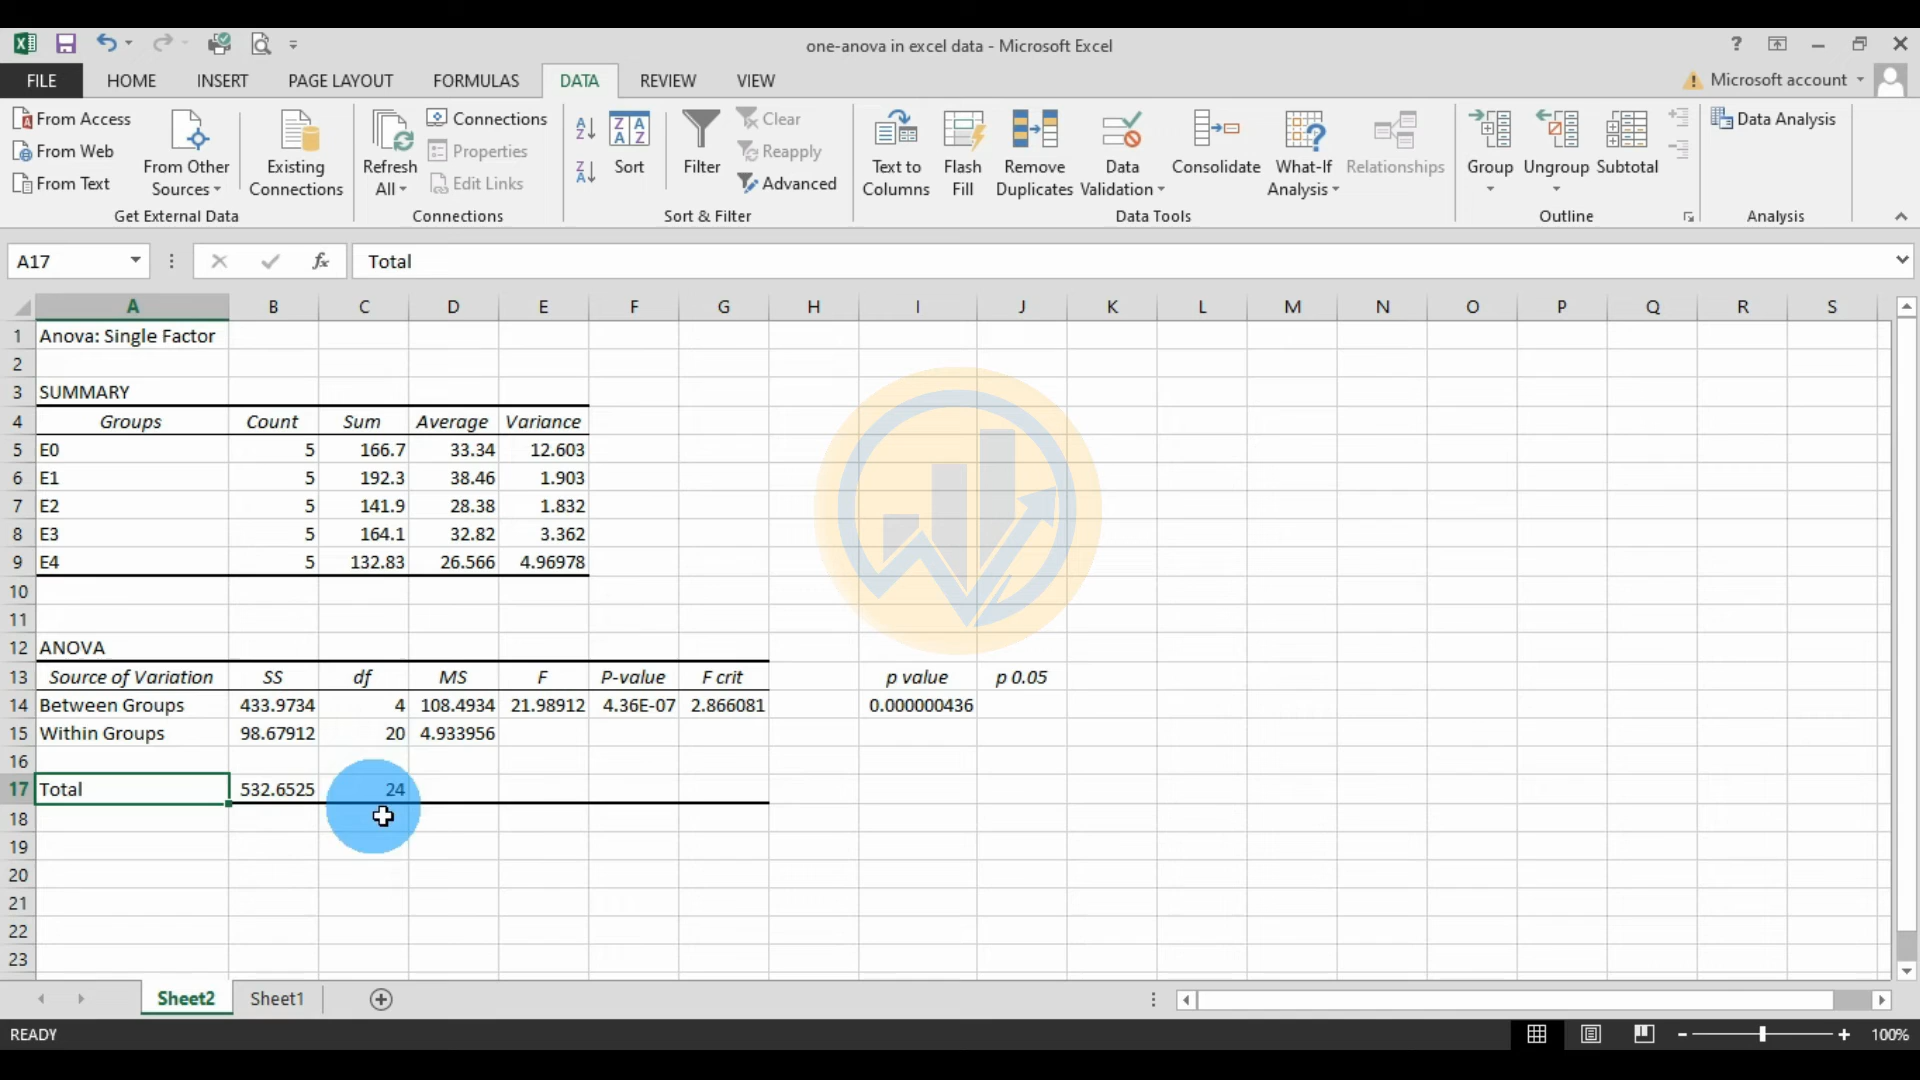 one-anova in excel data - Microsoft Excel
?
FILE HOME INSERT PAGE LAYOUT FORMULAS DATA REVIEW VIEW Microsoft account
From Access
From Web
From Text
From Other Sources
Existing Connections
Get External Data
Refresh All
Connections
Properties
Edit Links
Connections
Sort
Filter
Clear
Reapply
Advanced
Sort & Filter
Text to Columns
Flash Fill
Remove Duplicates
Data Validation
Consolidate
What-If Analysis
Relationships
Data Tools
Group
Ungroup
Subtotal
Outline
Data Analysis
Analysis
A17 fx Total
A B C D E F G H I J K L M N O P Q R S
1 Anova: Single Factor
2
3 SUMMARY
4 Groups Count Sum Average Variance
5 E0 5 166.7 33.34 12.603
6 E1 5 192.3 38.46 1.903
7 E2 5 141.9 28.38 1.832
8 E3 5 164.1 32.82 3.362
9 E4 5 132.83 26.566 4.96978
10
11
12 ANOVA
13 Source of Variation SS df MS F P-value F crit p value p 0.05
14 Between Groups 433.9734 4 108.4934 21.98912 4.36E-07 2.866081 0.000000436
15 Within Groups 98.67912 20 4.933956
16
17 Total 532.6525 24
18
19
20
21
22
23
Sheet2 Sheet1
READY 100%